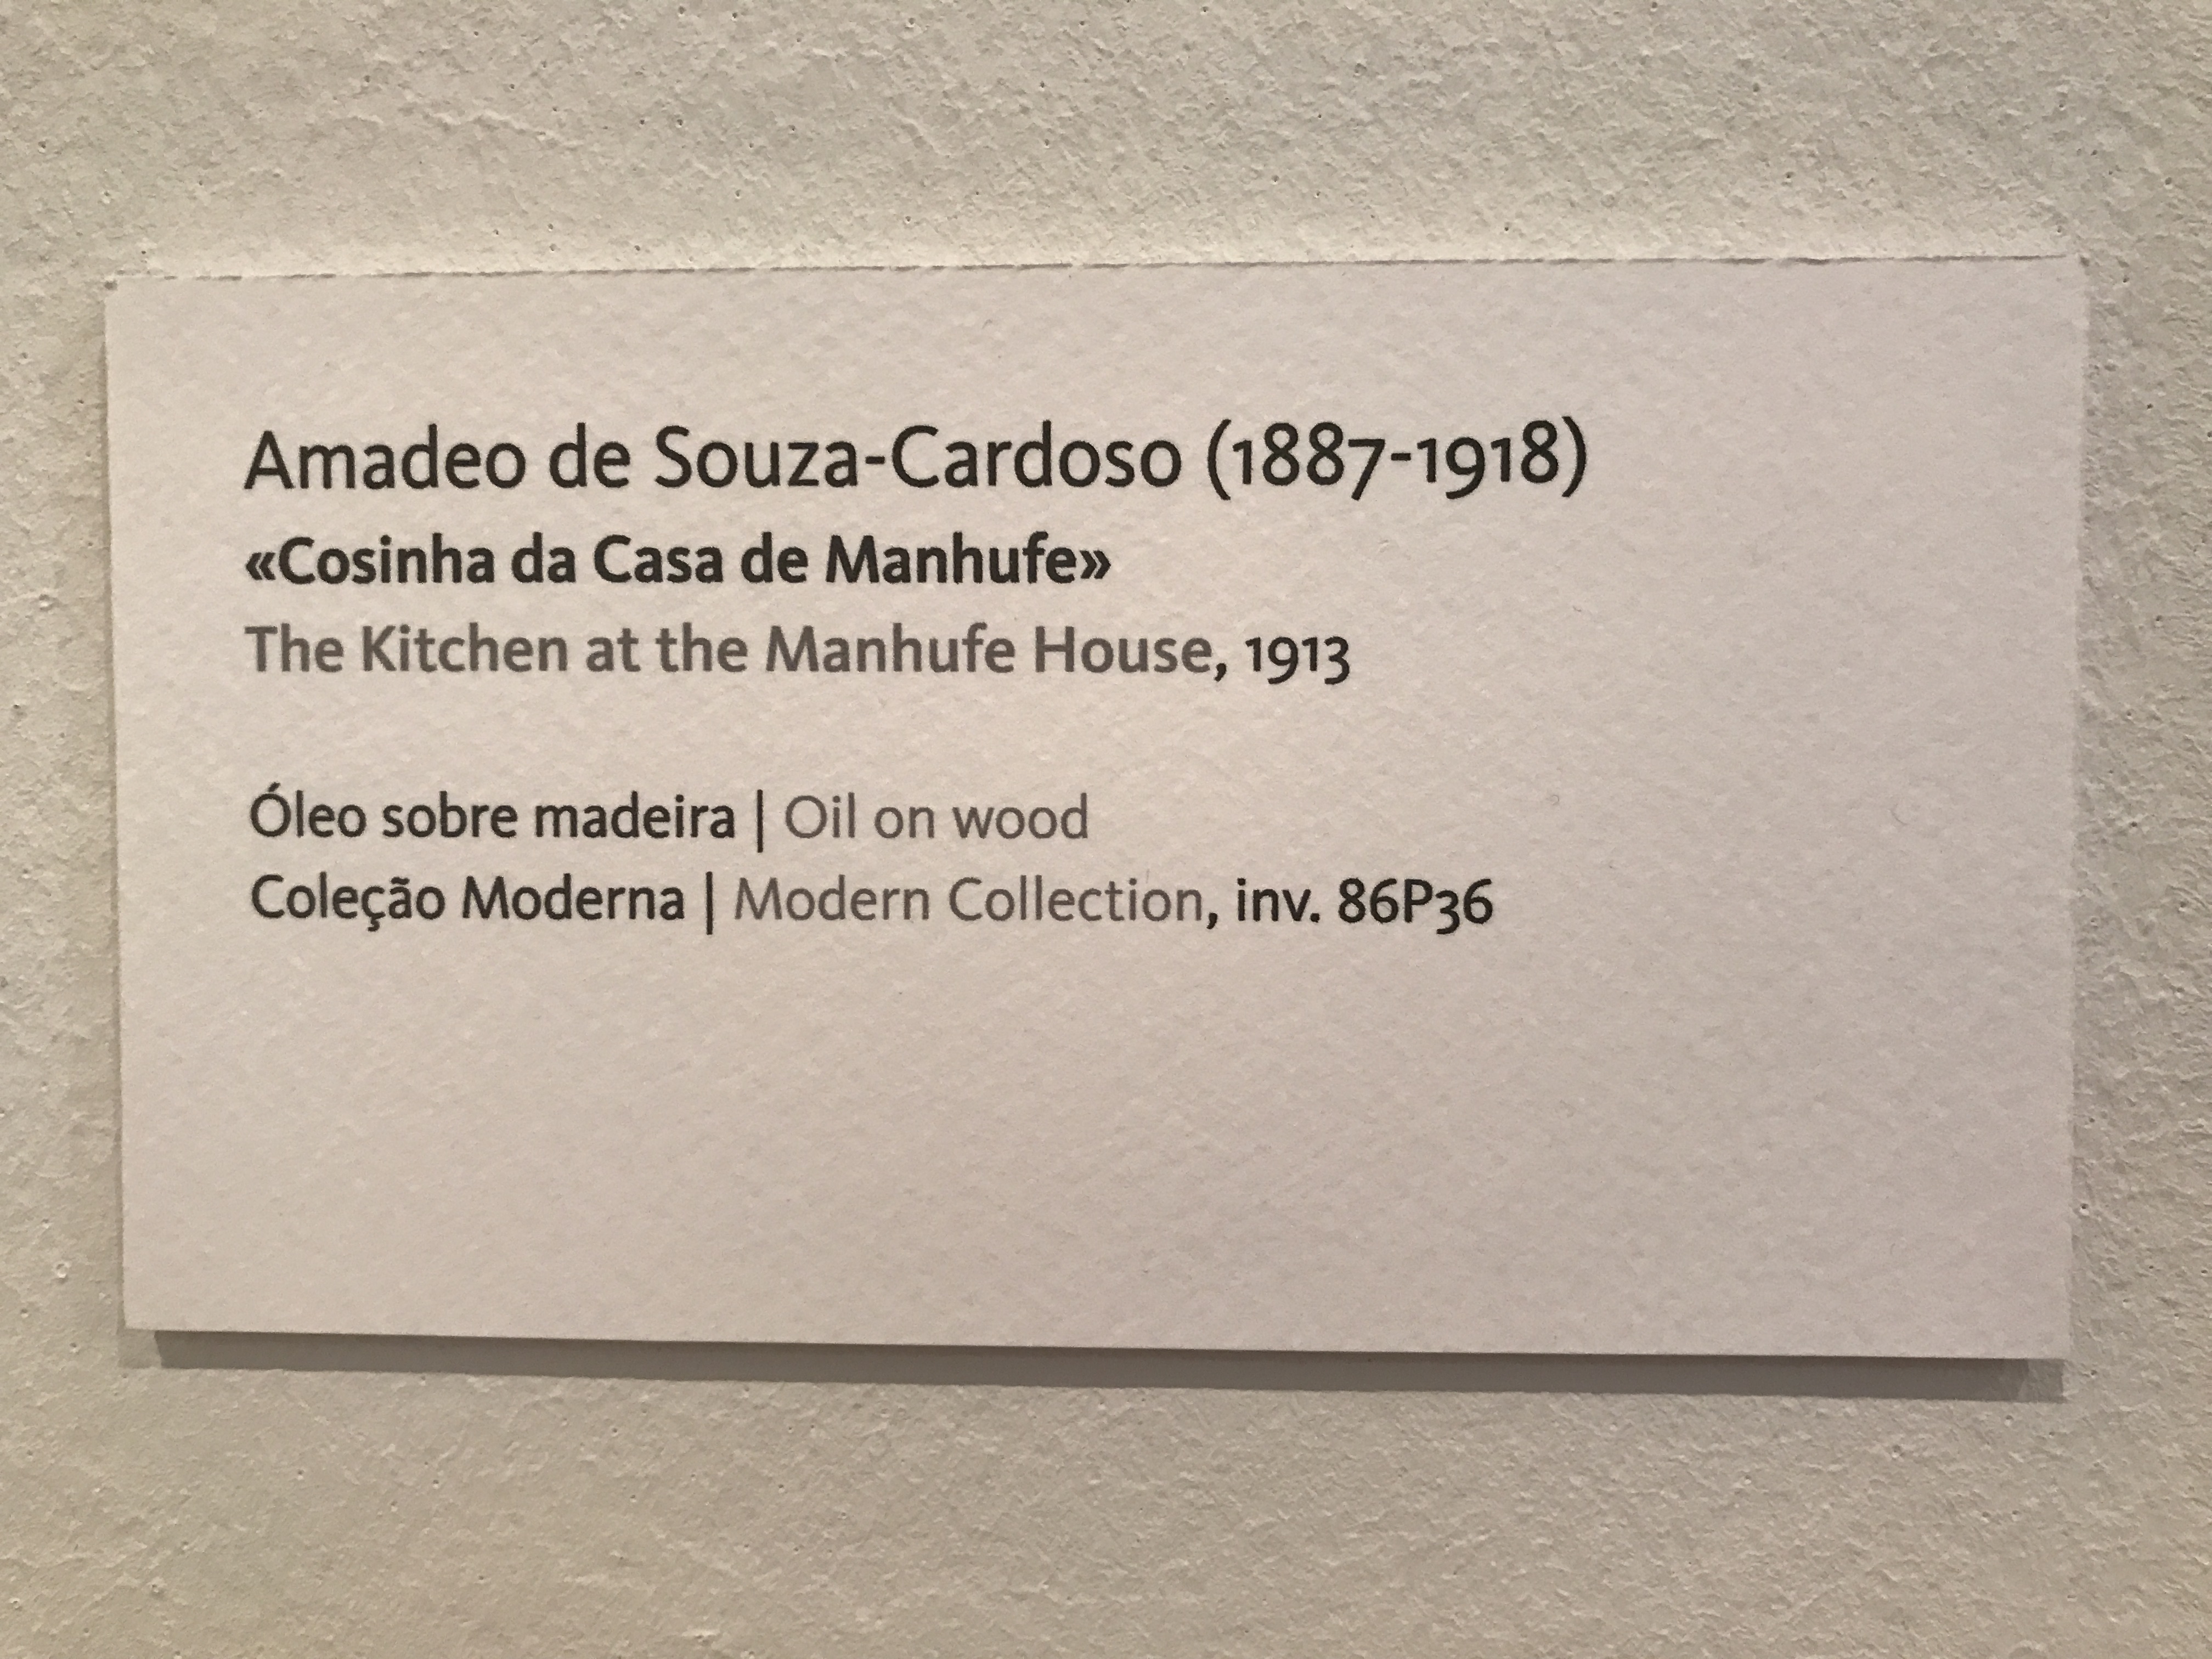 Amadeo de Souza-Cardoso (1887-1918)
«Cosinha da Casa de Manhufe»
The Kitchen at the Manhufe House, 1913
Óleo sobre madeira | Oil on wood
Coleção Moderna | Modern Collection, inv. 86P36